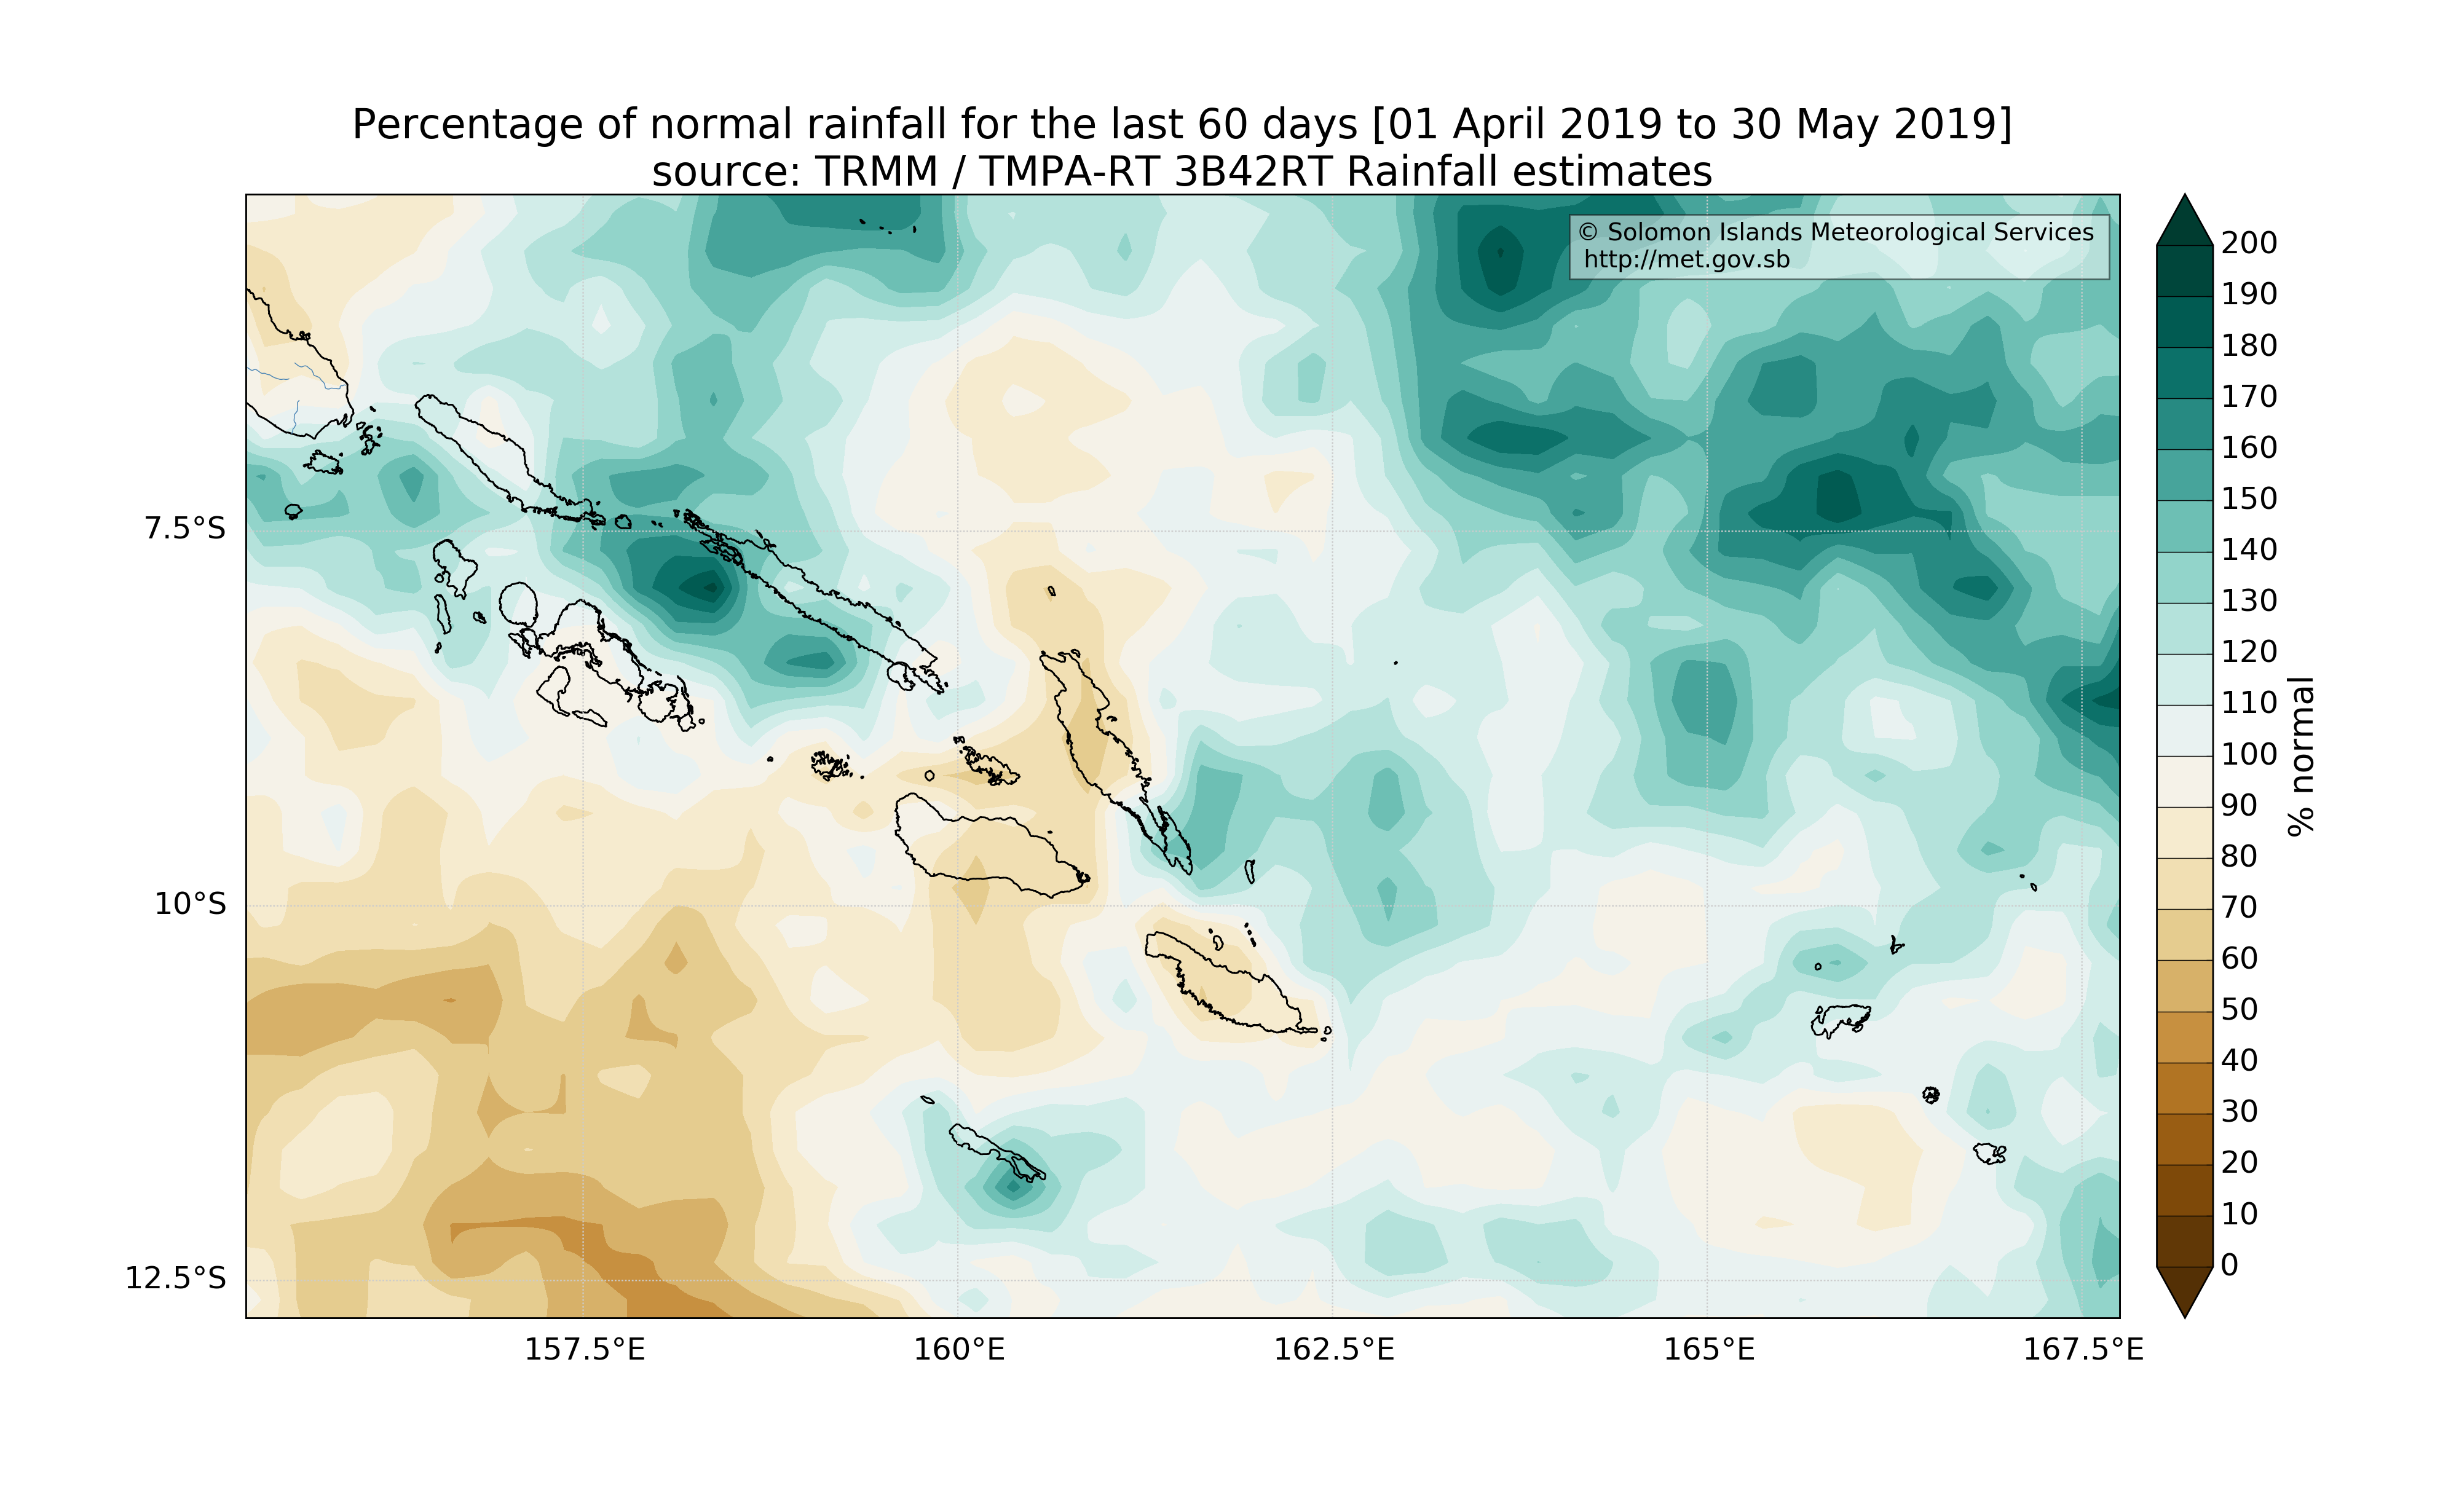 Percentage of normal rainfall for the last 60 days [01 April 2019 to 30 May 2019]
source: TRMM / TMPA-RT 3B42RT Rainfall estimates
© Solomon Islands Meteorological Services
http://met.gov.sb
7.5°S
10°S
12.5°S
157.5°E
160°E
162.5°E
165°E
167.5°E
200
190
180
170
160
150
140
130
120
110
100
90
80
70
60
50
40
30
20
10
0
% normal